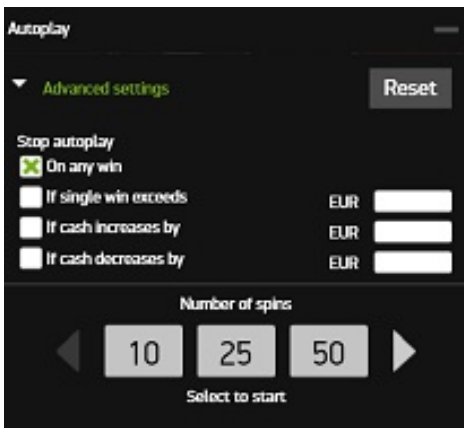 Autoplay
Advanced settings Reset
Stop autoplay
On any win
If single win exceeds EUR
If cash increases by EUR
If cash decreases by EUR
Number of spins
10 25 50
Select to start